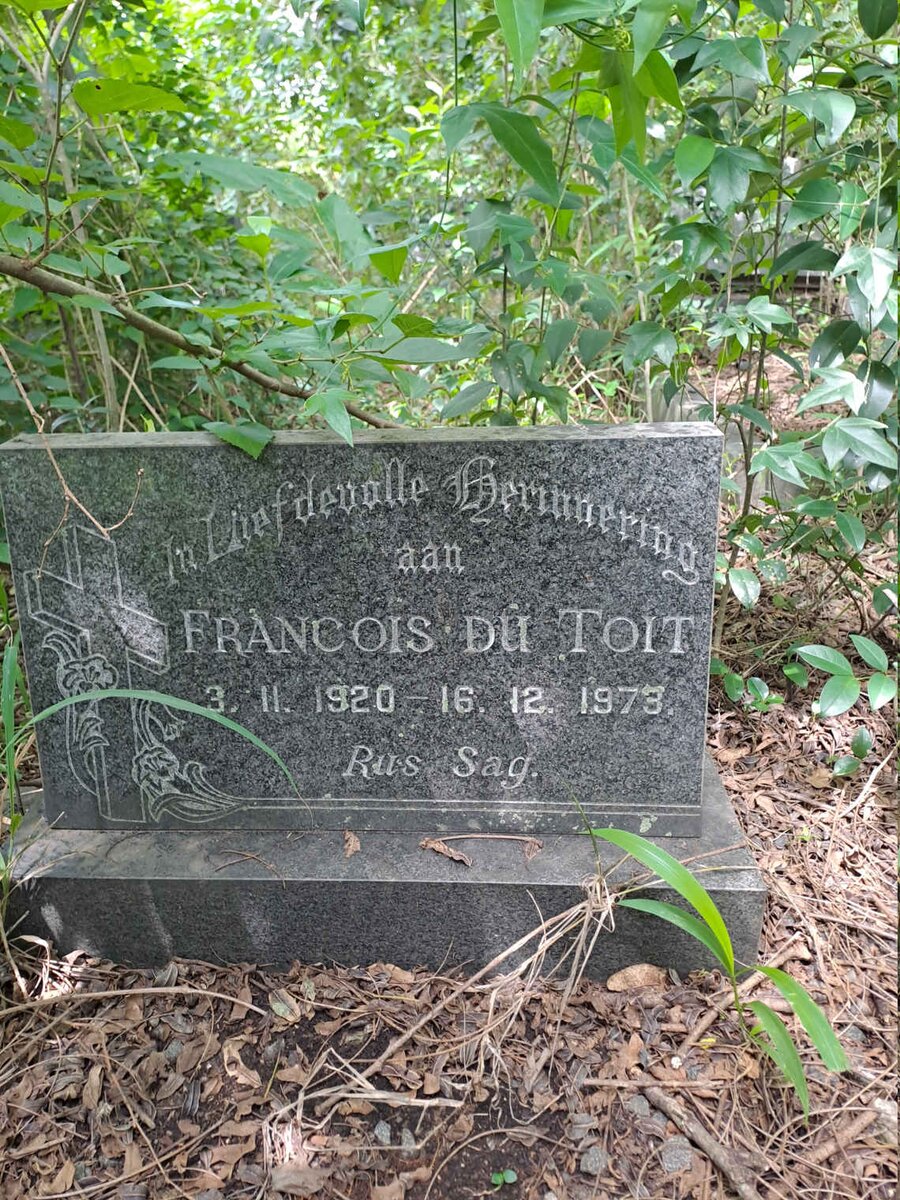 In Liefdevolle Herinnering
aan
FRANCOIS DU TOIT
3. 11. 1920 - 16. 12. 1973
Rus Sag.